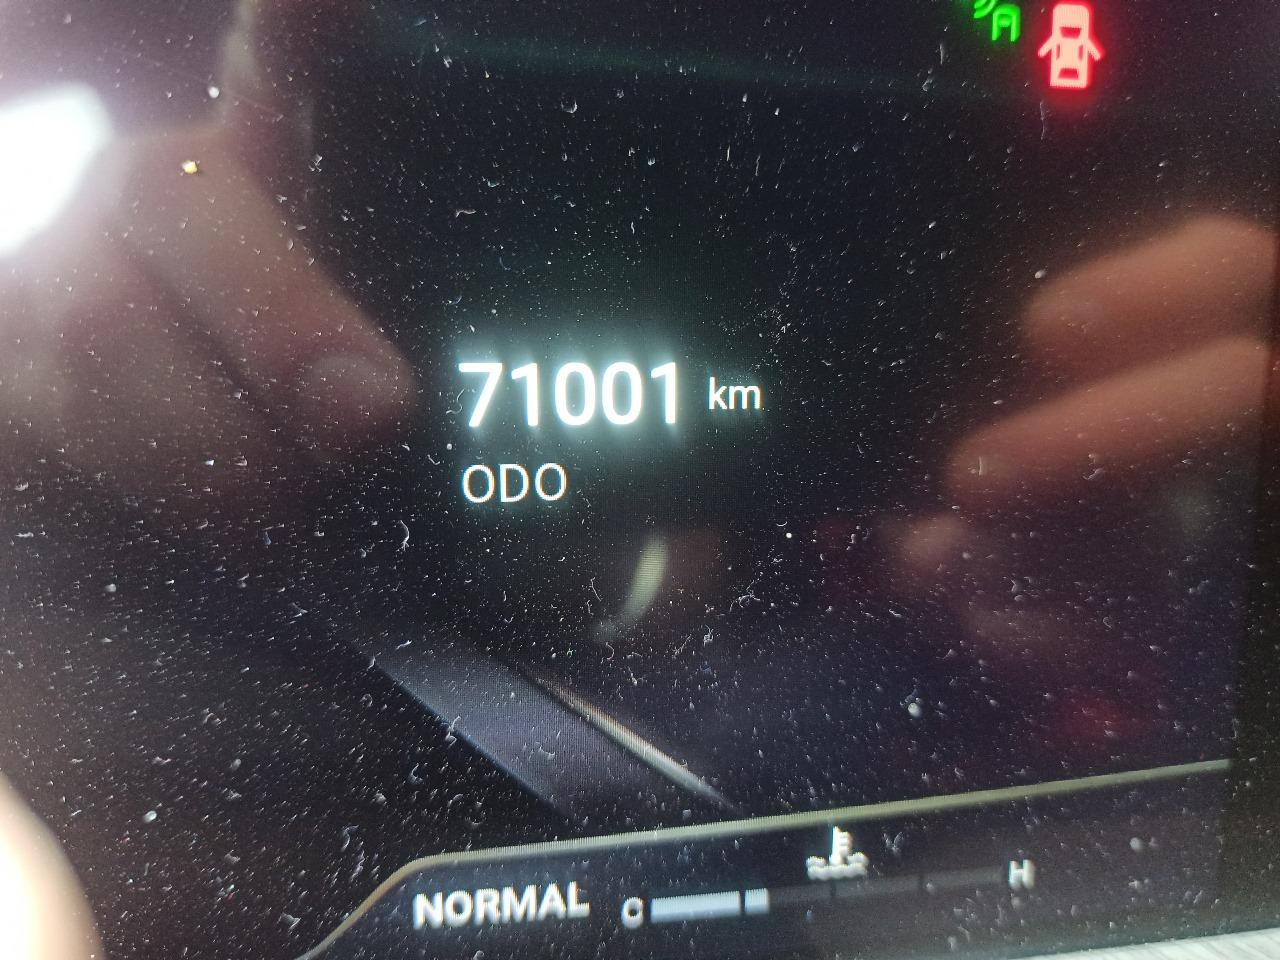 A
71001 km
ODO
NORMAL C H